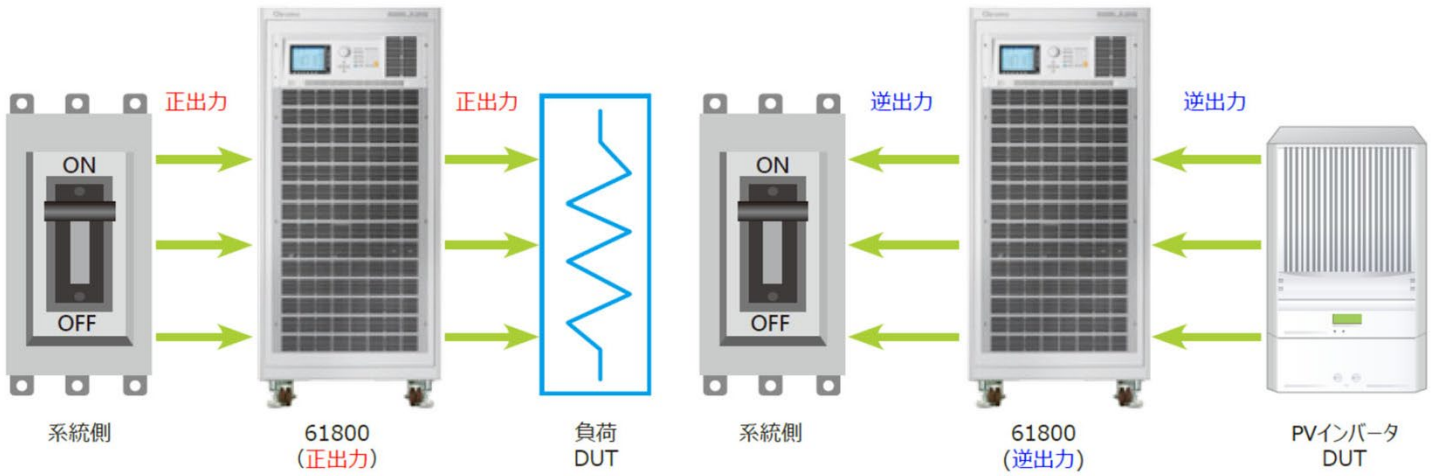 正出力
正出力
ON
OFF
系統側
61800
（正出力）
負荷
DUT
逆出力
逆出力
ON
OFF
系統側
61800
(逆出力)
PVインバータ
DUT